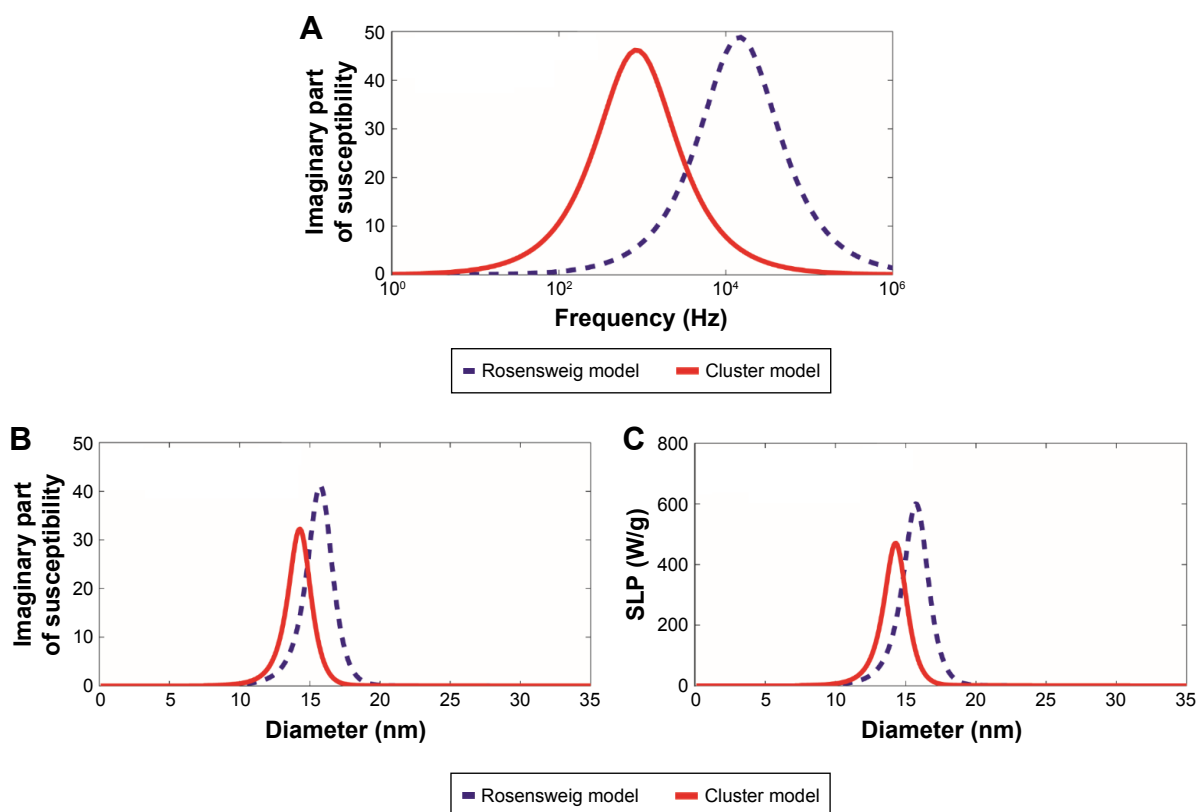 A
Imaginary part
of susceptibility
50
40
30
20
10
0
10⁰
10²
10⁴
10⁶
Frequency (Hz)
Rosensweig model
Cluster model
B
Imaginary part
of susceptibility
50
40
30
20
10
0
0
5
10
15
20
25
30
35
Diameter (nm)
C
SLP (W/g)
800
600
400
200
0
0
5
10
15
20
25
30
35
Diameter (nm)
Rosensweig model
Cluster model